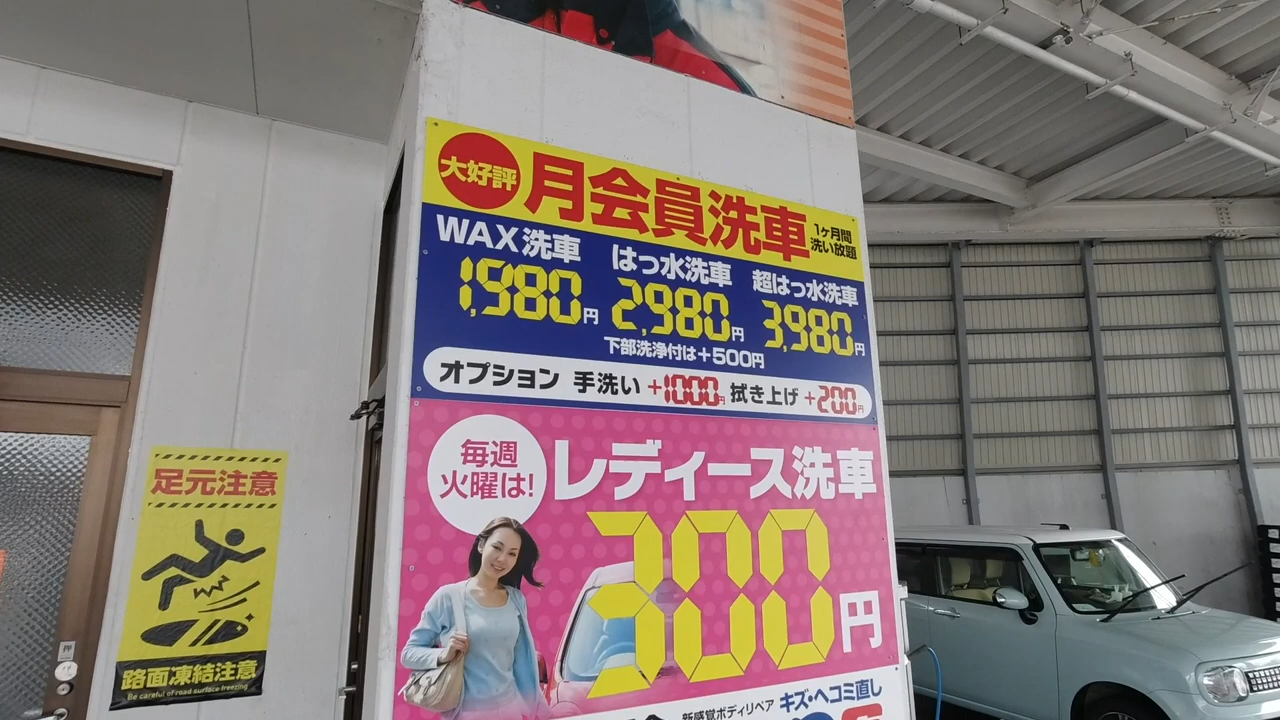 大好評
月会員洗車
1ヶ月間
洗い放題
WAX洗車
1,980円
はっ水洗車
2,980円
超はっ水洗車
3,980円
下部洗浄付は+500円
オプション 手洗い +1000円 拭き上げ +200円
毎週
火曜は!
レディース洗車
300円
新感覚ボディリペア キズ・ヘコミ直し
足元注意
路面凍結注意
Be careful of road surface freezing
押